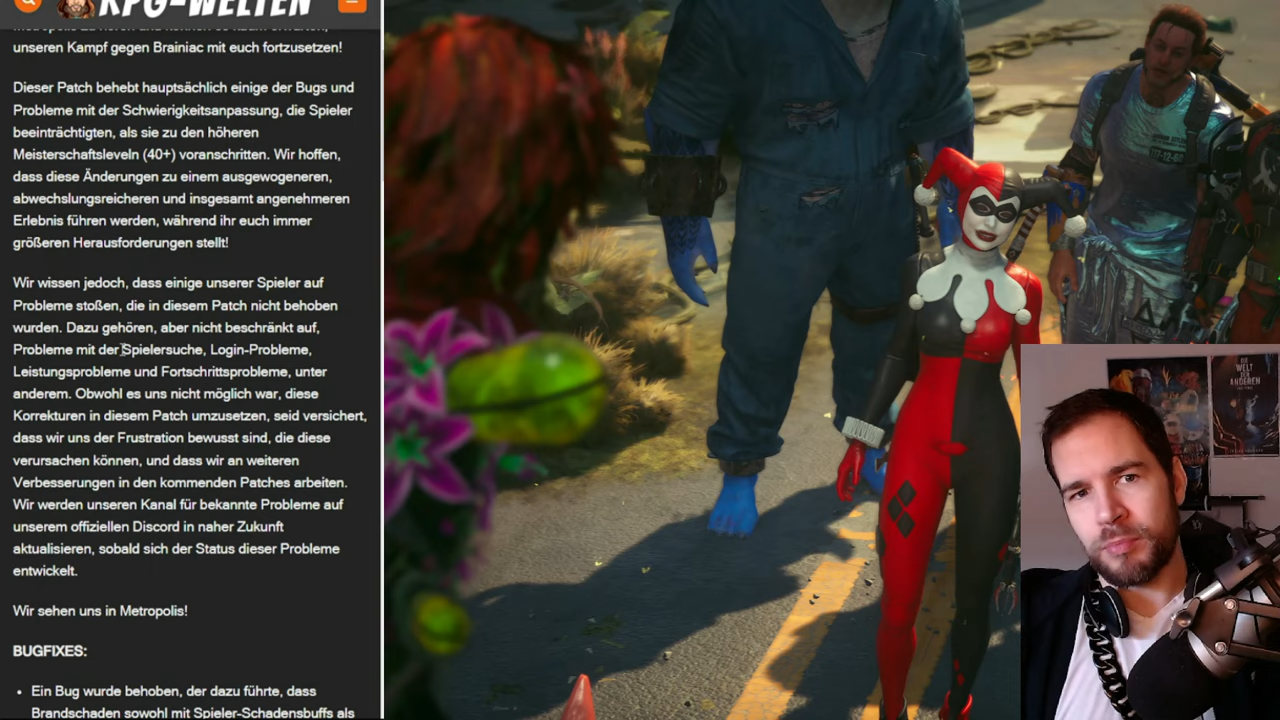 RPG-WELTEN
unseren Kampf gegen Brainiac mit euch fortzusetzen!
Dieser Patch behebt hauptsächlich einige der Bugs und
Probleme mit der Schwierigkeitsanpassung, die Spieler
beeinträchtigten, als sie zu den höheren
Meisterschaftsleveln (40+) voranschritten. Wir hoffen,
dass diese Änderungen zu einem ausgewogeneren,
abwechslungsreicheren und insgesamt angenehmeren
Erlebnis führen werden, während ihr euch immer
größeren Herausforderungen stellt!
Wir wissen jedoch, dass einige unserer Spieler auf
Probleme stoßen, die in diesem Patch nicht behoben
wurden. Dazu gehören, aber nicht beschränkt auf,
Probleme mit der Spielersuche, Login-Probleme,
Leistungsprobleme und Fortschrittsprobleme, unter
anderem. Obwohl es uns nicht möglich war, diese
Korrekturen in diesem Patch umzusetzen, seid versichert,
dass wir uns der Frustration bewusst sind, die diese
verursachen können, und dass wir an weiteren
Verbesserungen in den kommenden Patches arbeiten.
Wir werden unseren Kanal für bekannte Probleme auf
unserem offiziellen Discord in naher Zukunft
aktualisieren, sobald sich der Status dieser Probleme
entwickelt.
Wir sehen uns in Metropolis!
BUGFIXES:
Ein Bug wurde behoben, der dazu führte, dass
Brandschaden sowohl mit Spieler-Schadensbuffs als
DIE
WELT
DER
ANDEREN